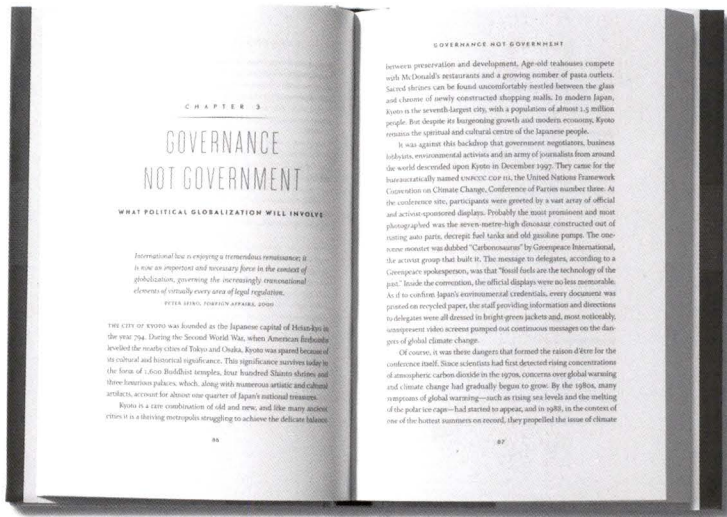 CHAPTER 3
GOVERNANCE
NOT GOVERNMENT
WHAT POLITICAL GLOBALIZATION WILL INVOLVE
International law is enjoying a tremendous renaissance; it
is now an important and necessary force in the context of
globalization, governing the increasingly transnational
elements of virtually every area of legal regulation.
PETER FOREIGN AFFAIRS, 2000
THE CITY OF KYOTO was founded as the Japanese capital of Heian-kyo in
the year 794. During the Second World War, when American firebombs
levelled the nearby cities of Tokyo and Osaka, Kyoto was spared because of
its cultural and historical significance. This significance survives today in
the form of 1,600 Buddhist temples, four hundred Shinto shrines and
three luxurious palaces, which, along with numerous artistic and cultural
artifacts, account for almost one quarter of Japan's national treasures.
Kyoto is a rare combination of old and new, and like many ancient
cities it is a thriving metropolis struggling to achieve the delicate balance
66
GOVERNANCE NOT GOVERNMENT
between preservation and development. Age-old teahouses compete
with McDonald's restaurants and a growing number of pasta outlets.
Sacred shrines can be found uncomfortably nestled between the glass
and chrome of newly constructed shopping malls. In modern Japan,
Kyoto is the seventh-largest city, with a population of almost 1.5 million
people. But despite its burgeoning growth and modern economy, Kyoto
remains the spiritual and cultural centre of the Japanese people.
It was against this backdrop that government negotiators, business
lobbyists, environmental activists and an army of journalists from around
the world descended upon Kyoto in December 1997. They came for the
bureaucratically named UNFCCC COP III, the United Nations Framework
Convention on Climate Change, Conference of Parties number three. At
the conference site, participants were greeted by a vast array of official
and activist-sponsored displays. Probably the most prominent and most
photographed was the seven-metre-high dinosaur constructed out of
rusting auto parts, decrepit fuel tanks and old gasoline pumps. The one-
tonne monster was dubbed "Carbonosaurus" by Greenpeace International,
the activist group that built it. The message to delegates, according to a
Greenpeace spokesperson, was that "fossil fuels are the technology of the
past." Inside the convention, the official displays were no less memorable.
As if to confirm Japan's environmental credentials, every document was
printed on recycled paper, the staff providing information and directions
to delegates were all dressed in bright-green jackets and, most noticeably,
omnipresent video screens pumped out continuous messages on the dan-
gers of global climate change.
Of course, it was these dangers that formed the raison d'être for the
conference itself. Since scientists had first detected rising concentrations
of atmospheric carbon dioxide in the 1970s, concerns over global warming
and climate change had gradually begun to grow. By the 1980s, many
symptoms of global warming—such as rising sea levels and the melting
of the polar ice caps—had started to appear, and in 1988, in the context of
one of the hottest summers on record, they propelled the issue of climate
67